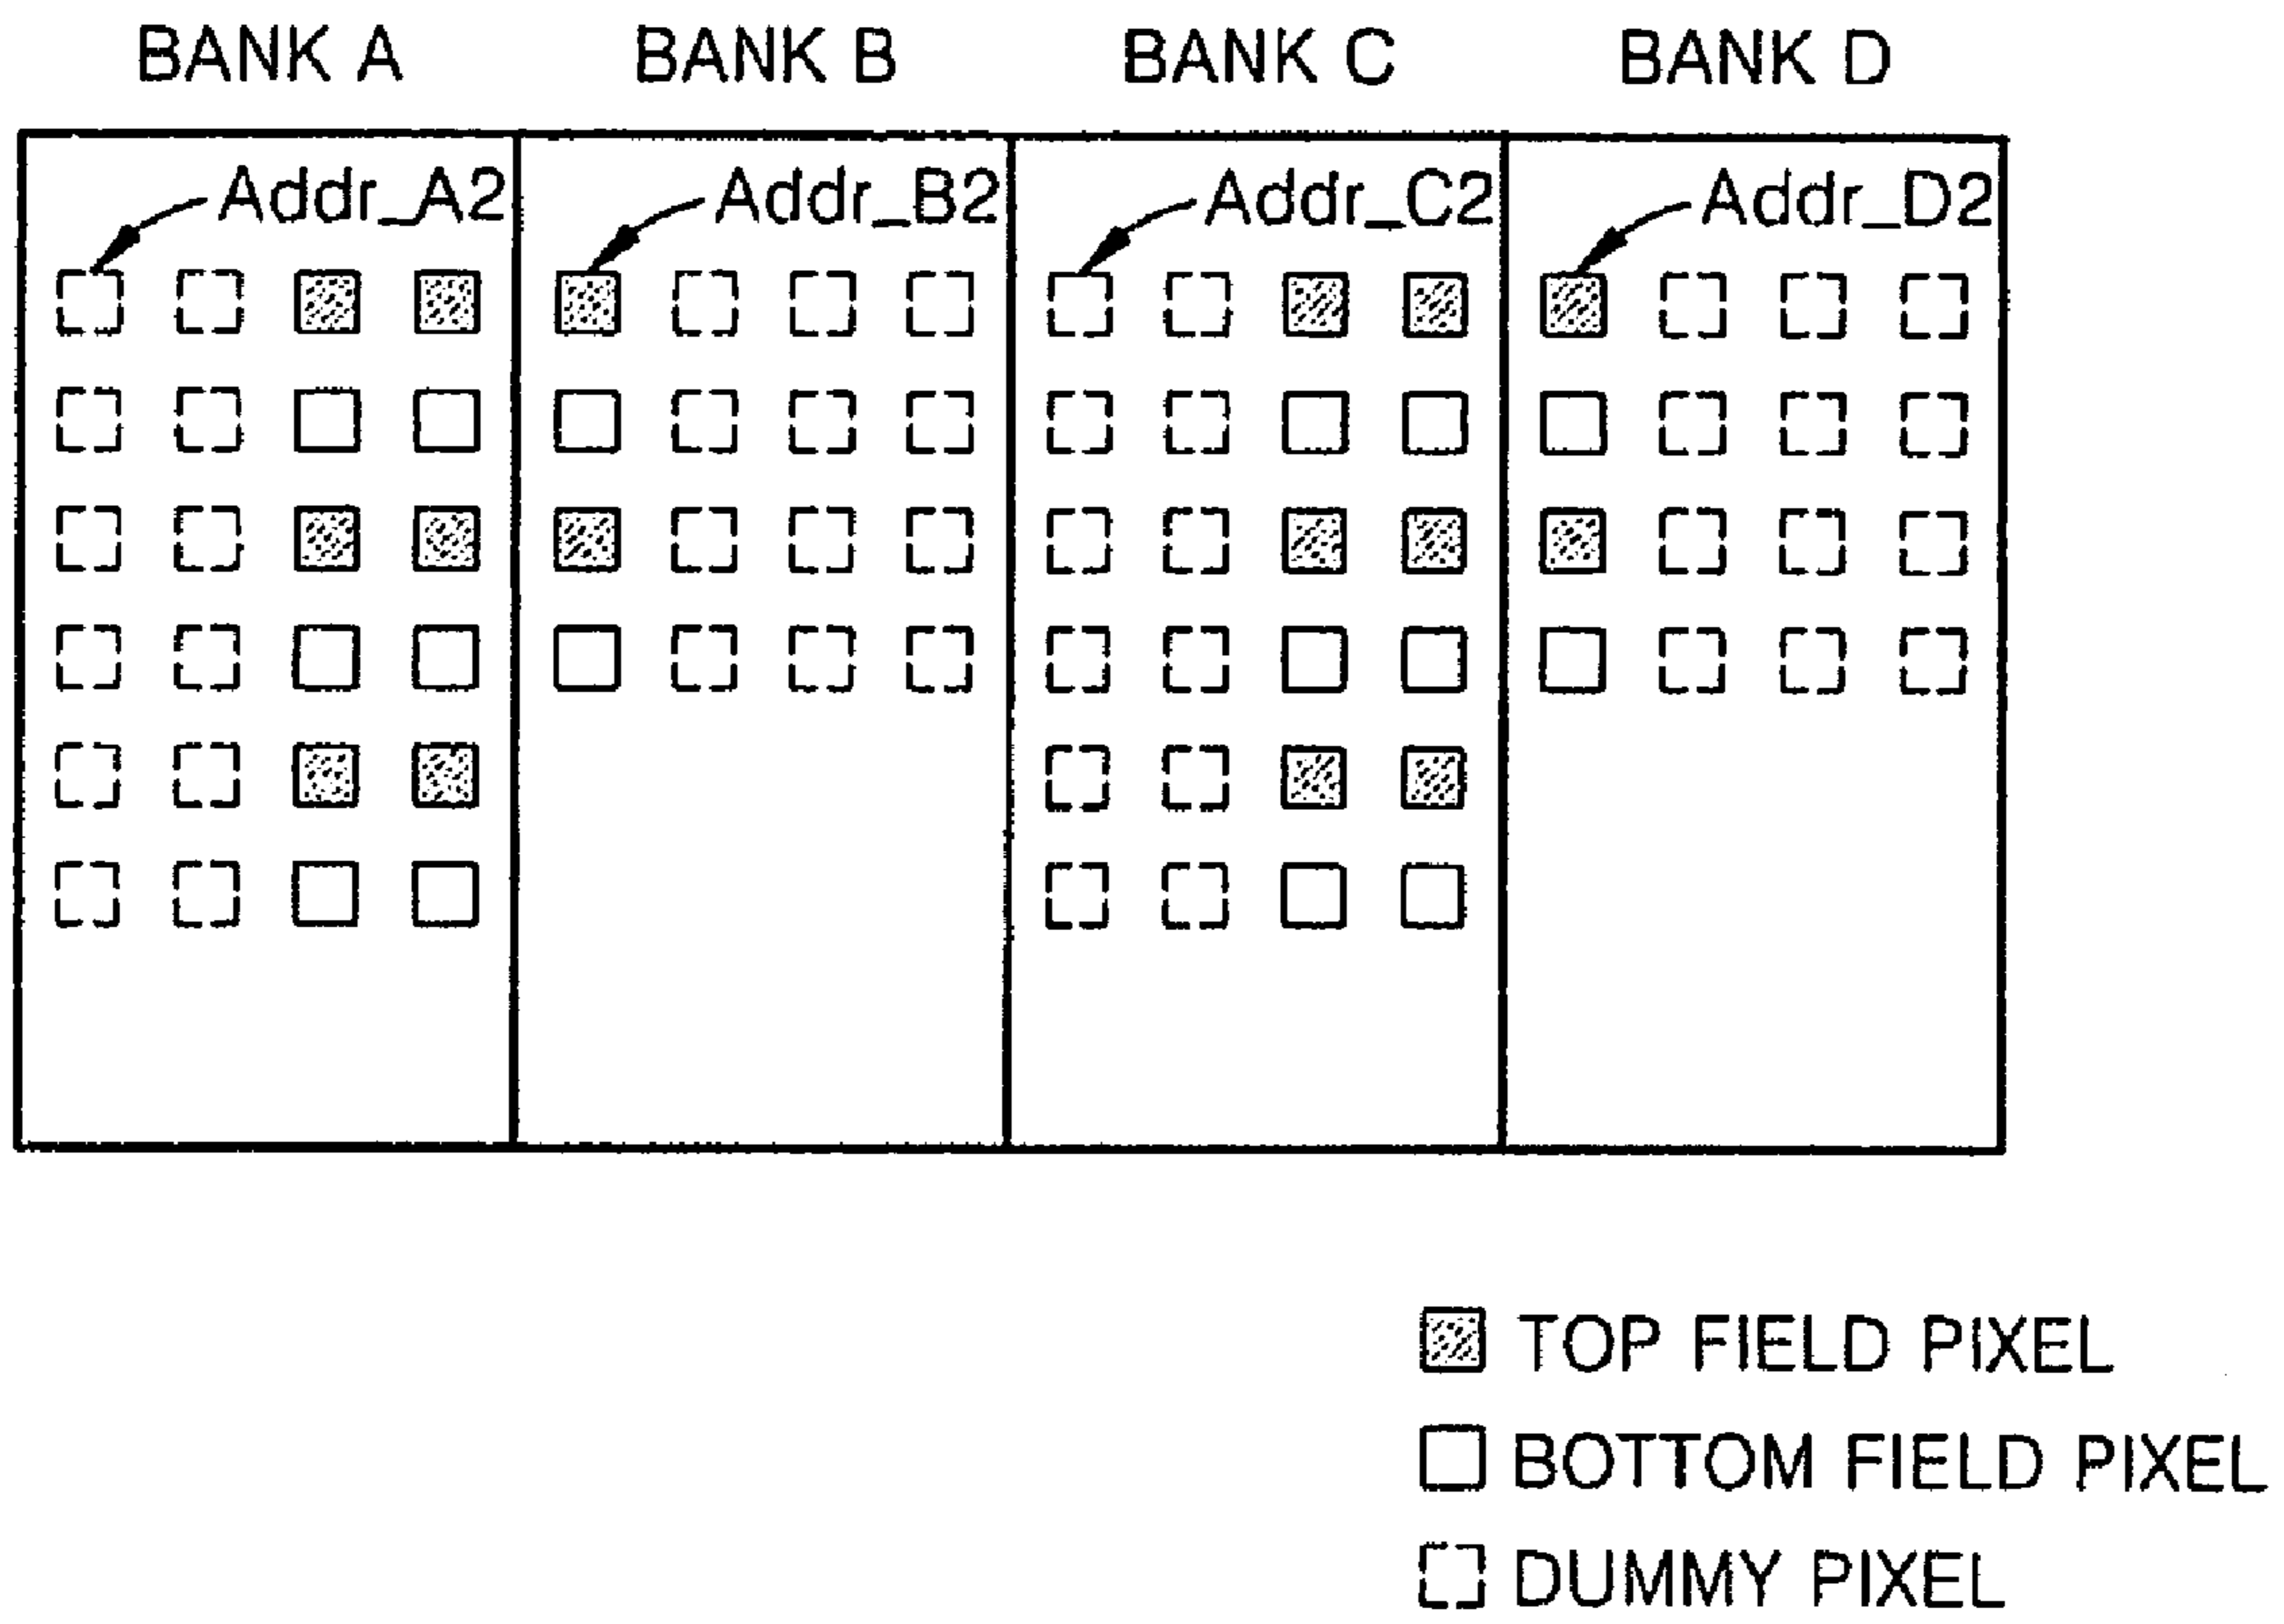 BANK A BANK B BANK C BANK D
Addr_A2 Addr_B2 Addr_C2 Addr_D2
TOP FIELD PIXEL
BOTTOM FIELD PIXEL
DUMMY PIXEL